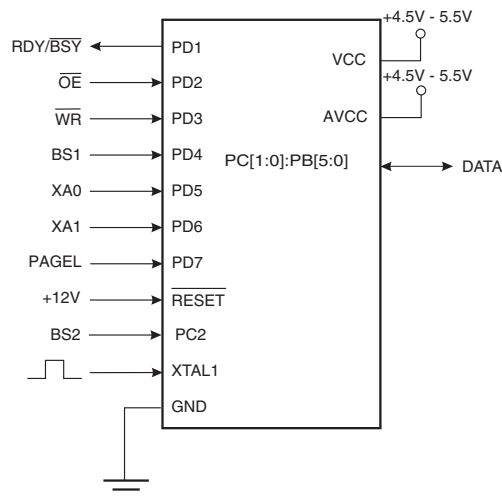 +4.5V - 5.5V
RDY/BSY PD1
VCC
OE PD2
+4.5V - 5.5V
WR PD3
AVCC
BS1 PD4
PC[1:0]:PB[5:0] DATA
XA0 PD5
XA1 PD6
PAGEL PD7
+12V RESET
BS2 PC2
XTAL1
GND